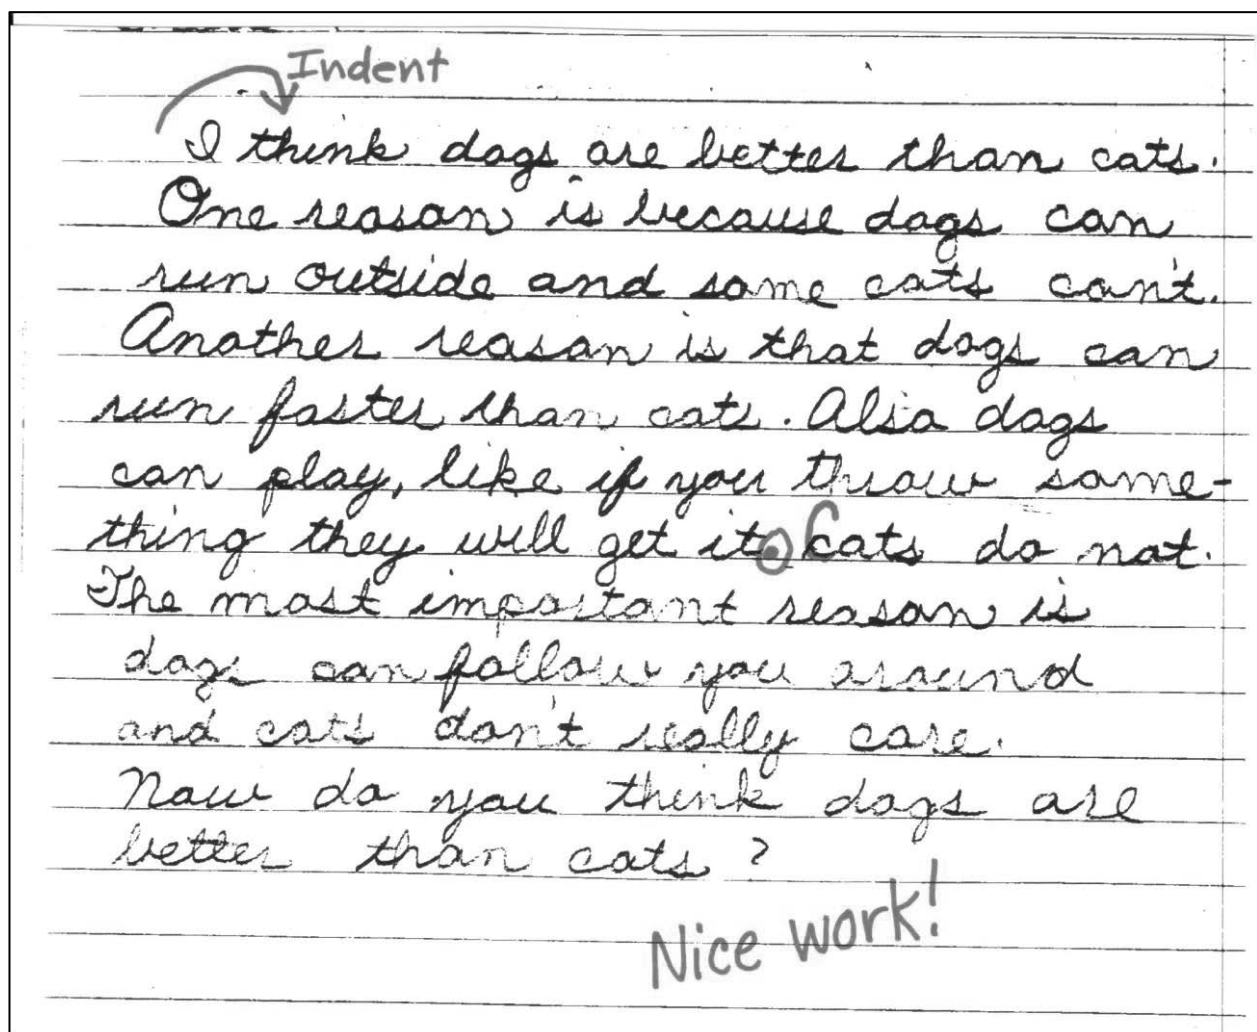 Indent
I think dogs are better than cats.
One reason is because dogs can
run outside and some cats can't.
Another reason is that dogs can
run faster than cats. Also dogs
can play, like if you throw some-
thing they will get it. Cats do not.
The most important reason is
dogs can follow you around
and cats don't really care.
Now do you think dogs are
better than cats?
Nice work!